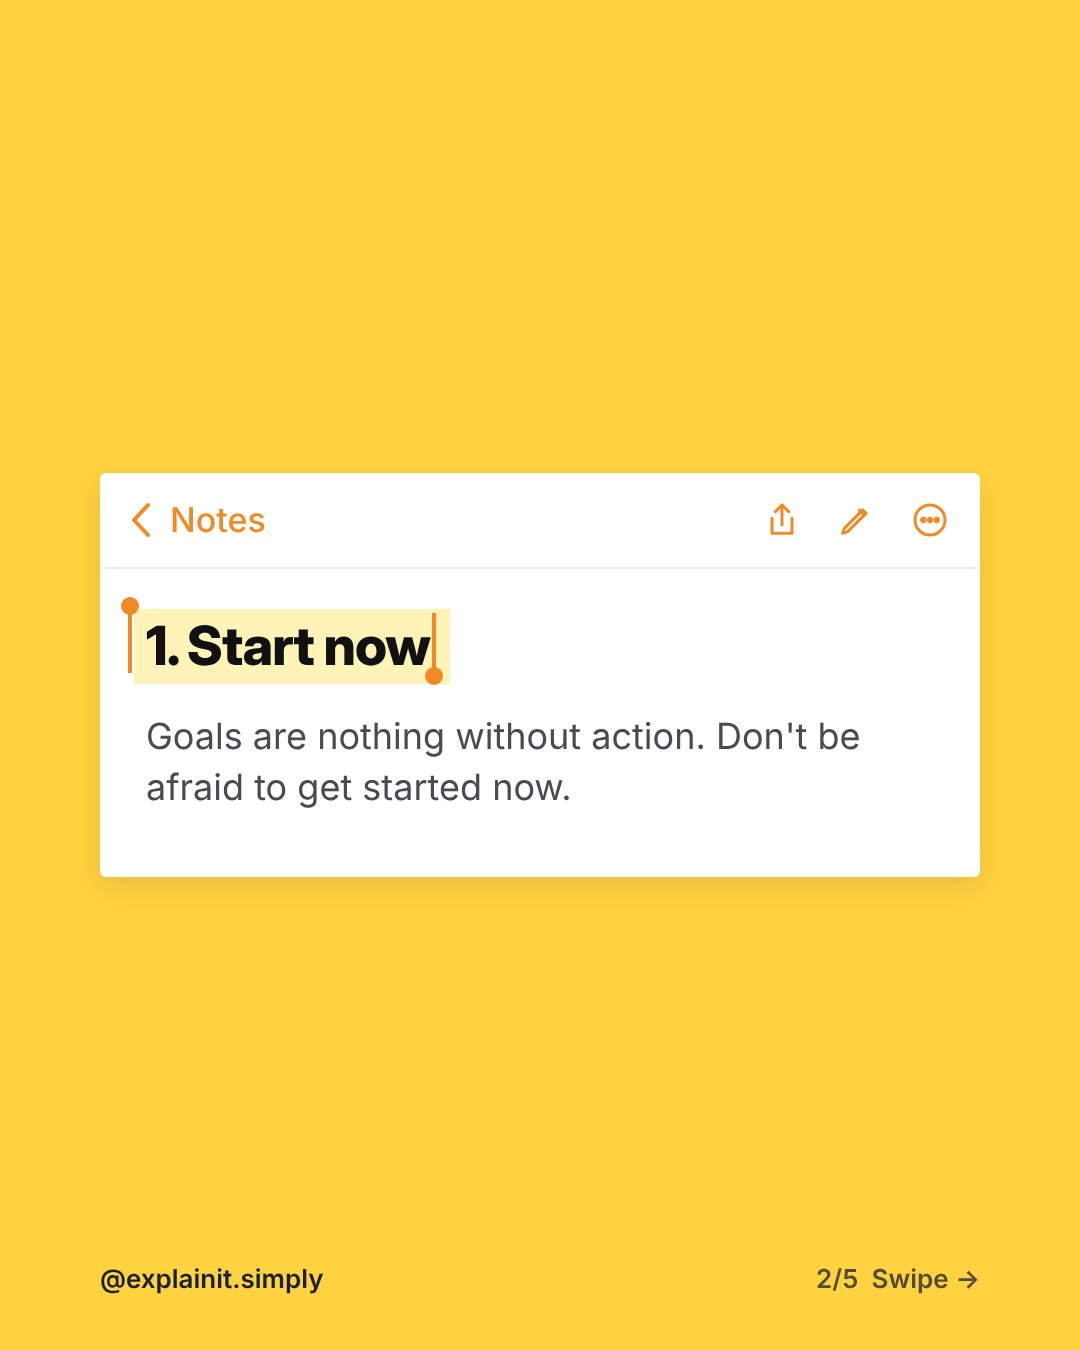 Notes
1. Start now
Goals are nothing without action. Don't be
afraid to get started now.
@explainit.simply
2/5 Swipe →